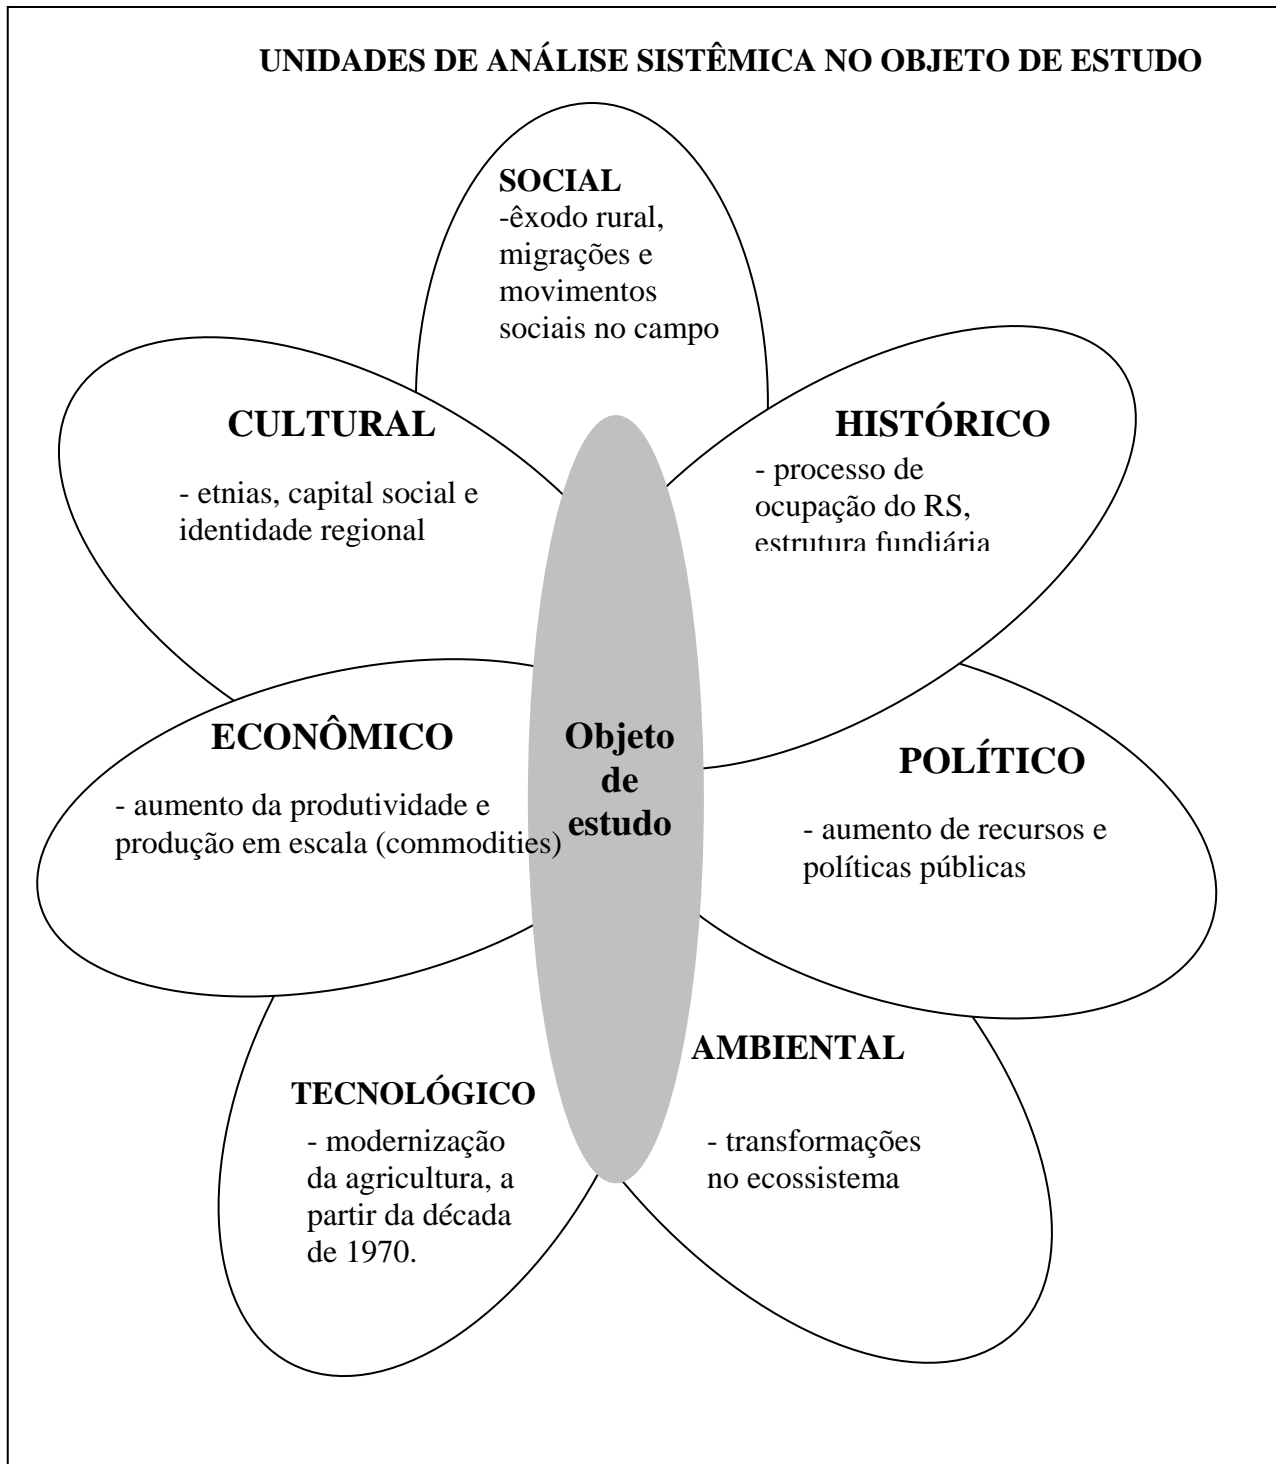 UNIDADES DE ANÁLISE SISTÊMICA NO OBJETO DE ESTUDO
SOCIAL
-êxodo rural,
migrações e
movimentos
sociais no campo
CULTURAL
- etnias, capital social e
identidade regional
HISTÓRICO
- processo de
ocupação do RS,
estrutura fundiária
ECONÔMICO
- aumento da produtividade e
produção em escala (commodities)
Objeto
de
estudo
POLÍTICO
- aumento de recursos e
políticas públicas
TECNOLÓGICO
- modernização
da agricultura, a
partir da década
de 1970.
AMBIENTAL
- transformações
no ecossistema